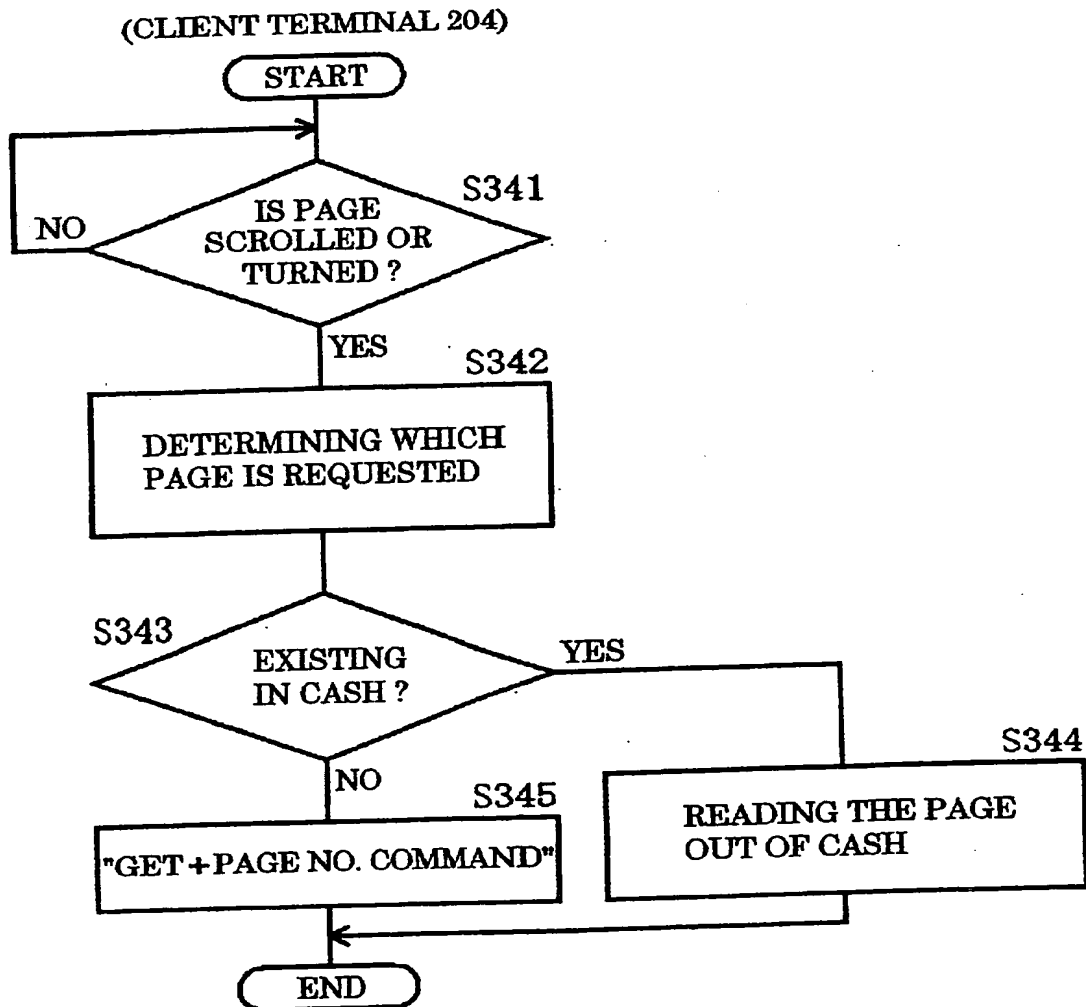 (CLIENT TERMINAL 204)
START
S341
IS PAGE
SCROLLED OR
TURNED ?
NO
YES
S342
DETERMINING WHICH
PAGE IS REQUESTED
S343
EXISTING
IN CASH ?
YES
NO
S344
READING THE PAGE
OUT OF CASH
S345
"GET+PAGE NO. COMMAND"
END